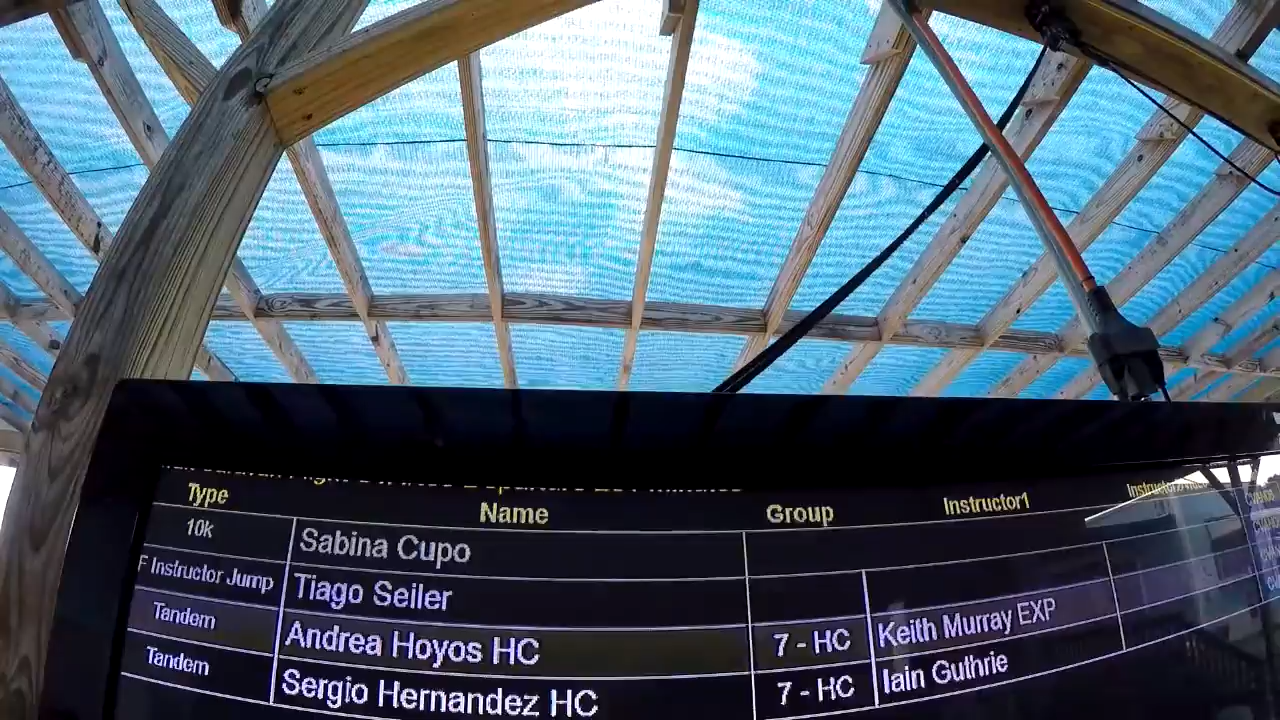 Type Name Group Instructor1
10k Sabina Cupo
F Instructor Jump Tiago Seiler
Tandem Andrea Hoyos HC 7 - HC Keith Murray EXP
Tandem Sergio Hernandez HC 7 - HC Iain Guthrie